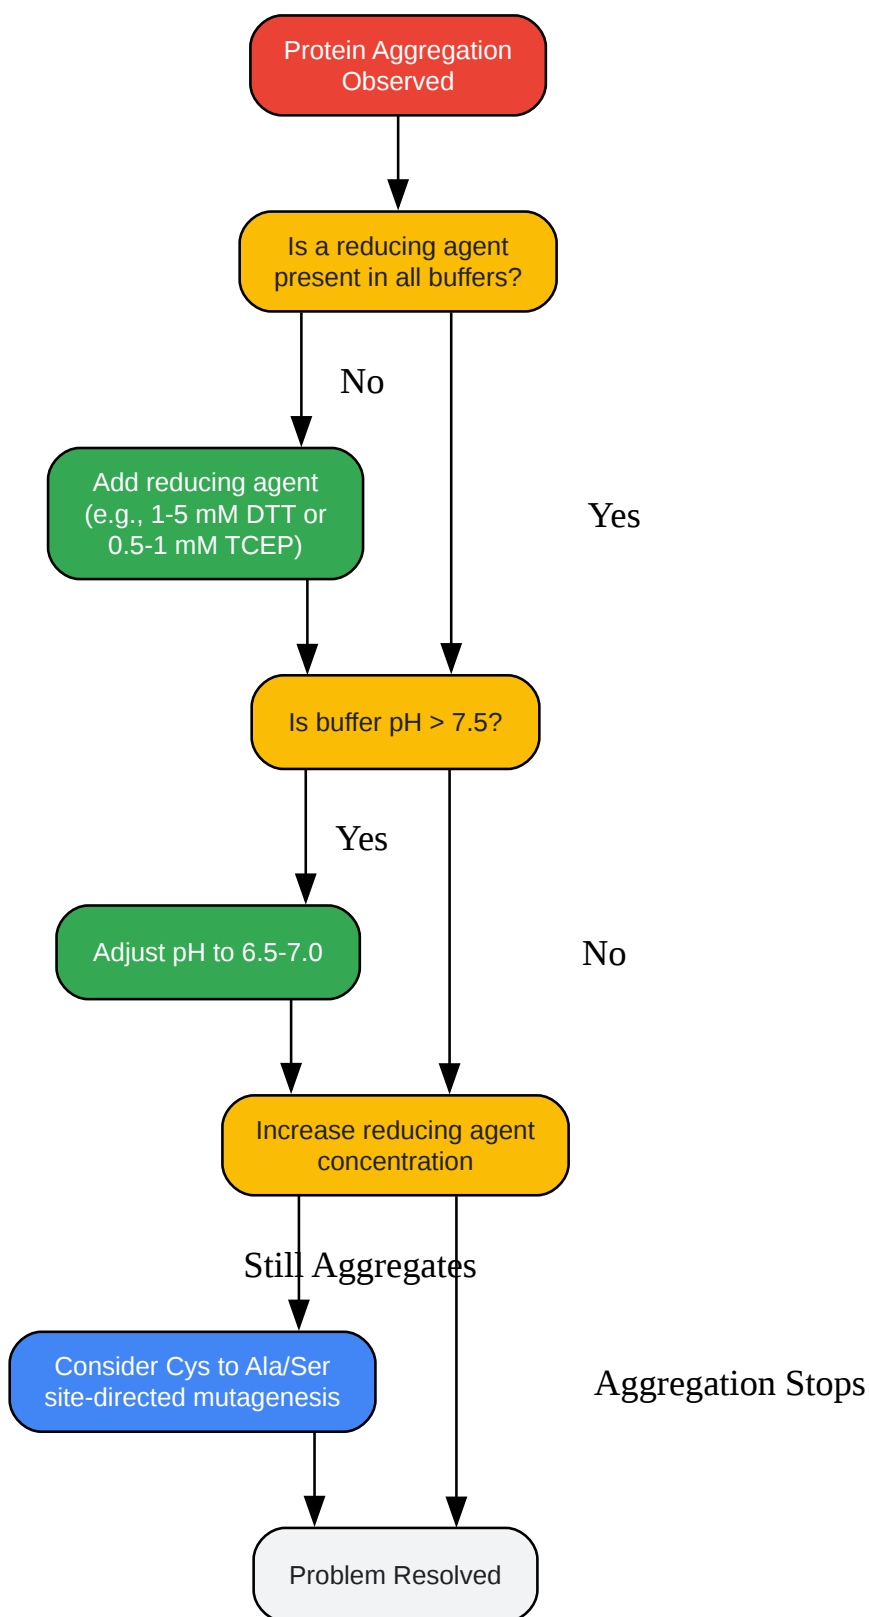 Protein Aggregation
Observed
Is a reducing agent
present in all buffers?
No
Add reducing agent
(e.g., 1-5 mM DTT or
0.5-1 mM TCEP)
Yes
Is buffer pH > 7.5?
Yes
Adjust pH to 6.5-7.0
No
Increase reducing agent
concentration
Still Aggregates
Consider Cys to Ala/Ser
site-directed mutagenesis
Aggregation Stops
Problem Resolved